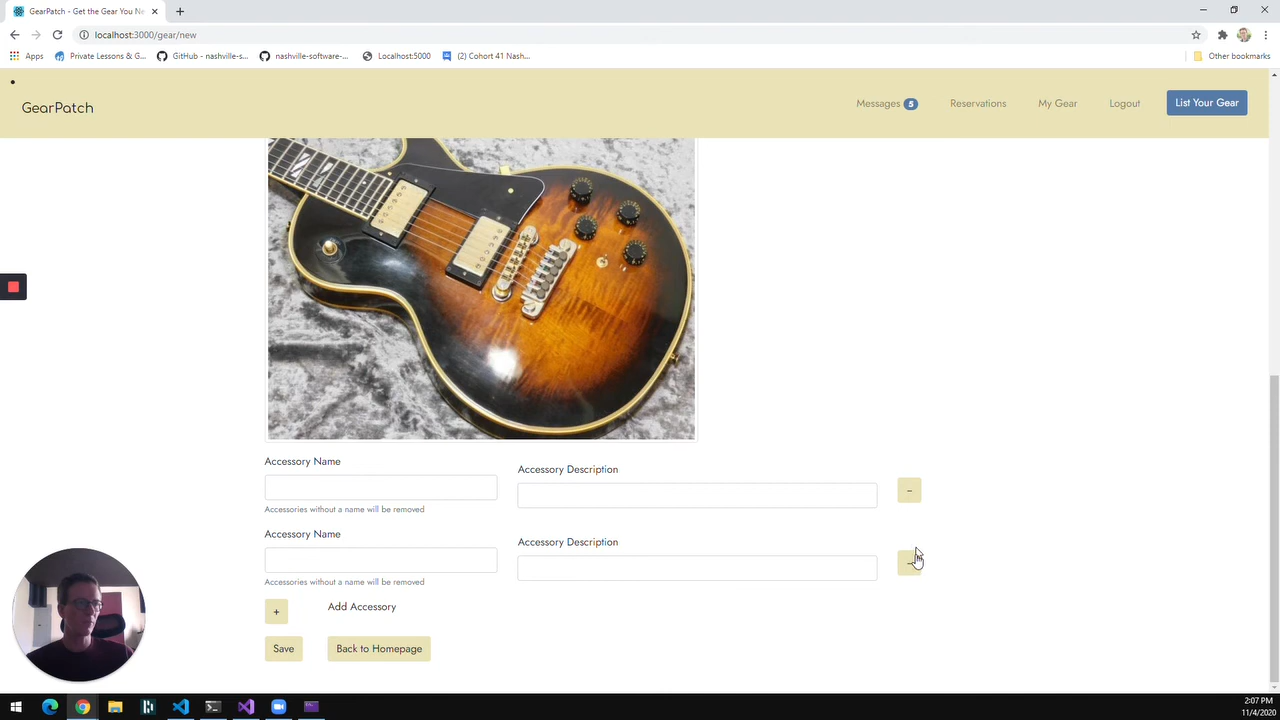 GearPatch - Get the Gear You Ne
localhost:3000/gear/new
Apps Private Lessons & G... GitHub - nashville-s... nashville-software-... Localhost:5000 (2) Cohort 41 Nash... Other bookmarks
GearPatch Messages 5 Reservations My Gear Logout List Your Gear
Accessory Name
Accessory Description
−
Accessories without a name will be removed
Accessory Name
Accessory Description
Accessories without a name will be removed
+ Add Accessory
Save Back to Homepage
2:07 PM
11/4/2020